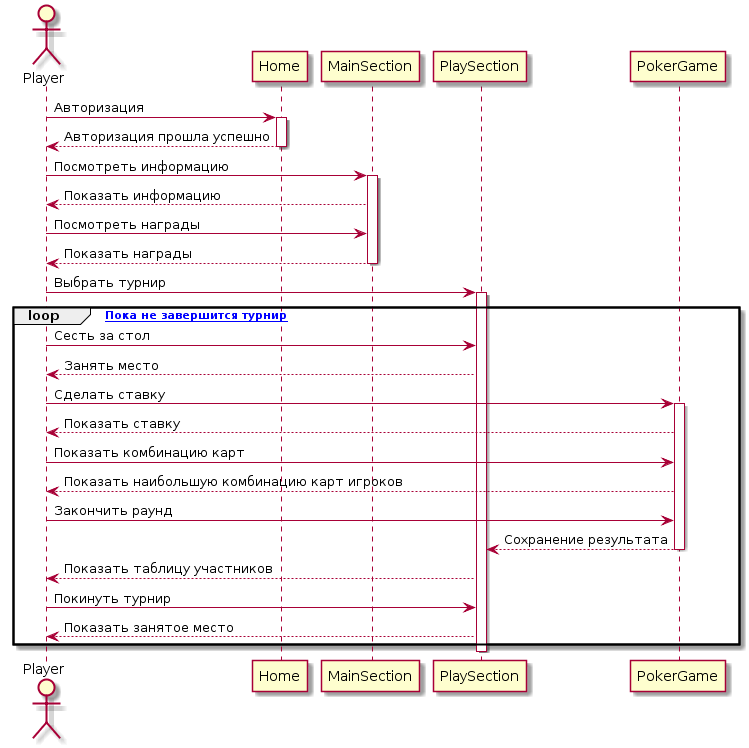 Player
Home
MainSection
PlaySection
PokerGame
Авторизация
Авторизация прошла успешно
Посмотреть информацию
Показать информацию
Посмотреть награды
Показать награды
Выбрать турнир
loop
Пока не завершится турнир
Сесть за стол
Занять место
Сделать ставку
Показать ставку
Показать комбинацию карт
Показать наибольшую комбинацию карт игроков
Закончить раунд
Сохранение результата
Показать таблицу участников
Покинуть турнир
Показать занятое место
Player
Home
MainSection
PlaySection
PokerGame